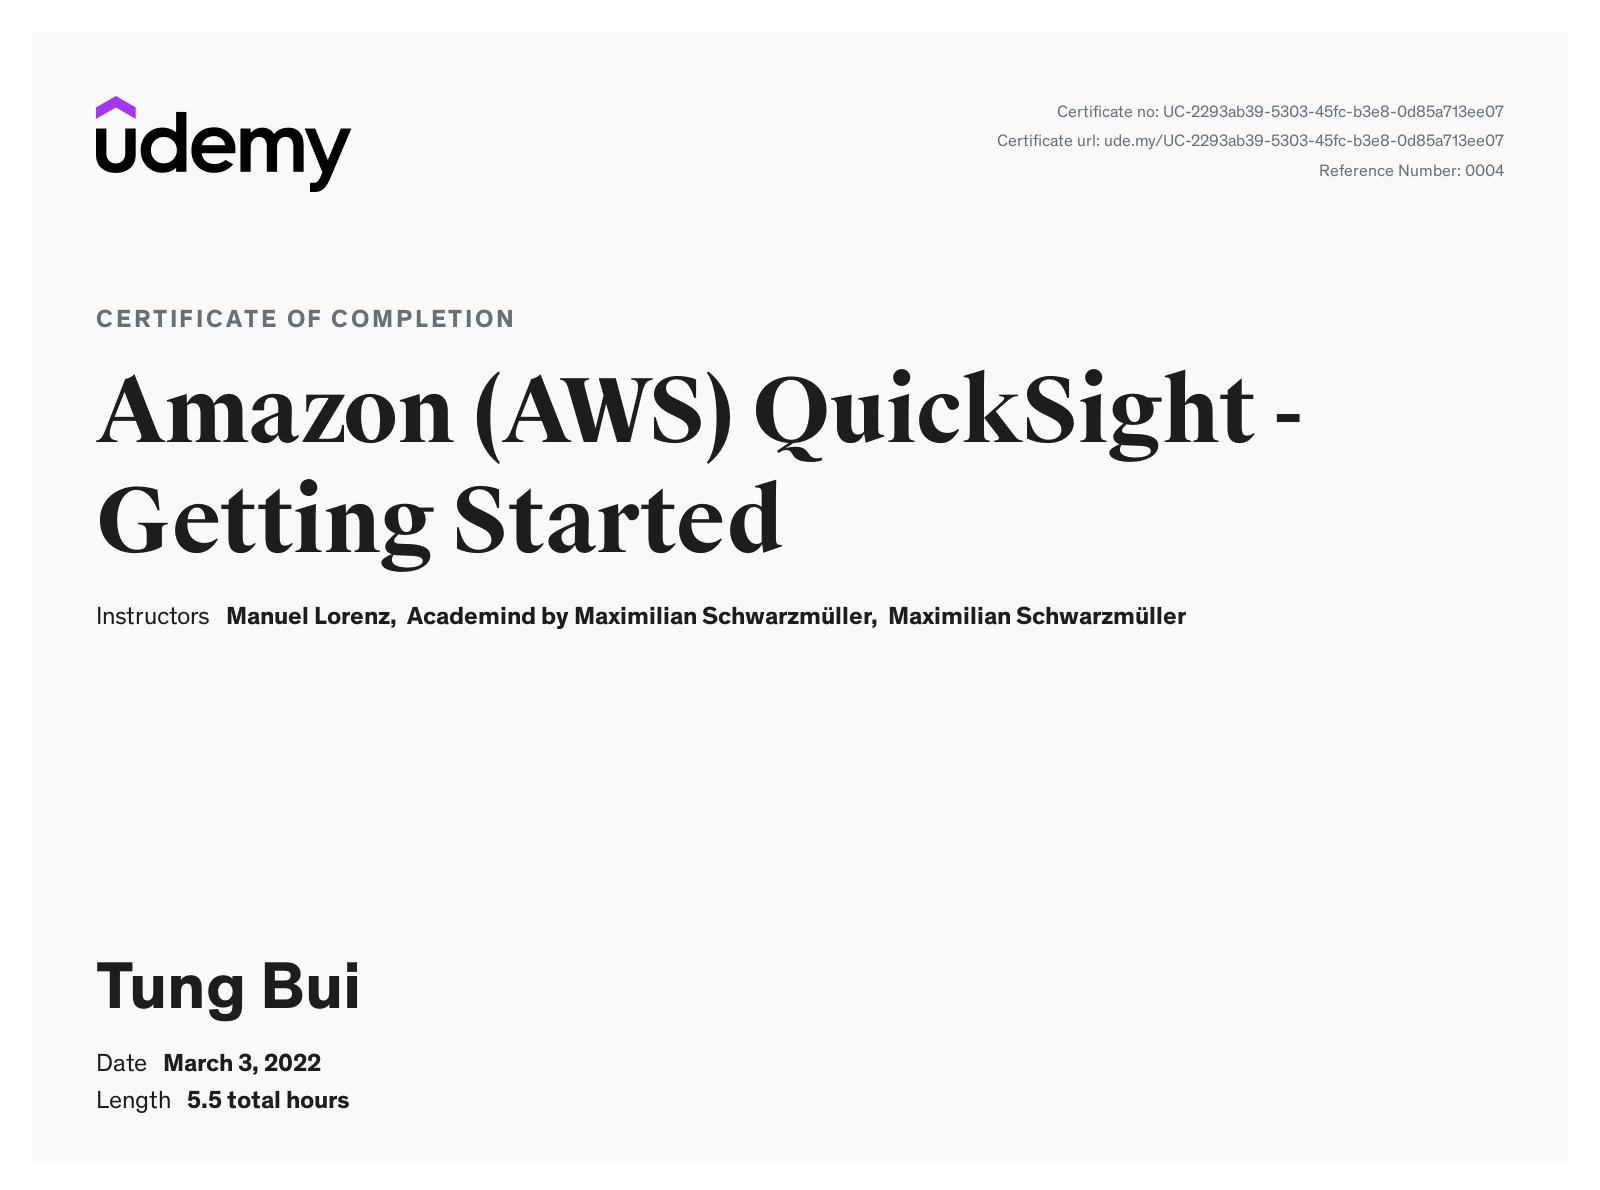 udemy
Certificate no: UC-2293ab39-5303-45fc-b3e8-0d85a713ee07
Certificate url: ude.my/UC-2293ab39-5303-45fc-b3e8-0d85a713ee07
Reference Number: 0004
CERTIFICATE OF COMPLETION
Amazon (AWS) QuickSight -
Getting Started
Instructors Manuel Lorenz, Academind by Maximilian Schwarzmüller, Maximilian Schwarzmüller
Tung Bui
Date March 3, 2022
Length 5.5 total hours